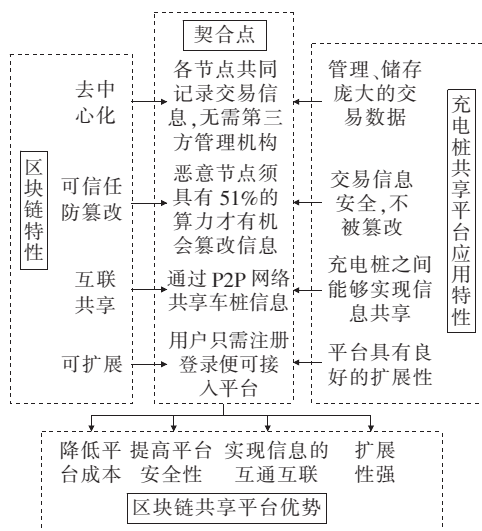 契合点
区块链特性
去中
心化
可信任
防篡改
互联
共享
可扩展
各节点共同
记录交易信
息,无需第三
方管理机构
恶意节点须
具有 51%的
算力才有机
会篡改信息
通过 P2P 网络
共享车桩信息
用户只需注册
登录便可接
入平台
管理、储存
庞大的交
易数据
交易信息
安全,不
被篡改
充电桩之间
能够实现信
息共享
平台具有良
好的扩展性
充电桩共享平台应用特性
降低平
台成本
提高平台
安全性
实现信息的
互通互联
扩展
性强
区块链共享平台优势